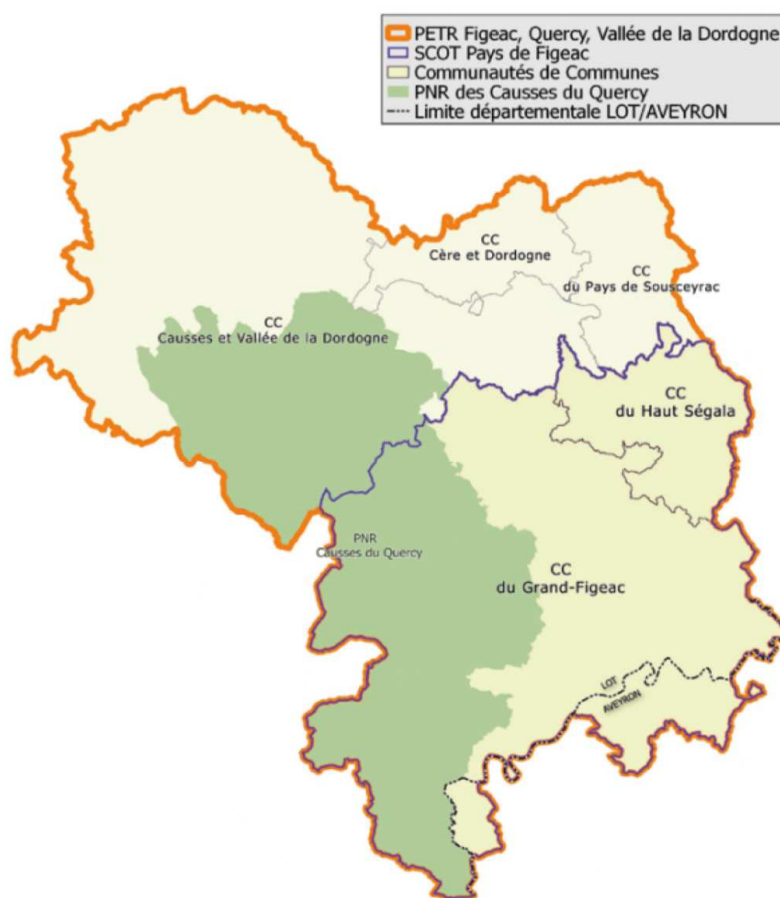 PETR Figeac, Quercy, Vallée de la Dordogne
SCOT Pays de Figeac
Communautés de Communes
PNR des Causses du Quercy
Limite départementale LOT/AVEYRON
CC
Cère et Dordogne
CC
du Pays de Sousceyrac
CC
Causses et Vallée de la Dordogne
CC
du Haut Ségala
PNR
Causses du Quercy
CC
du Grand-Figeac
LOT
AVEYRON